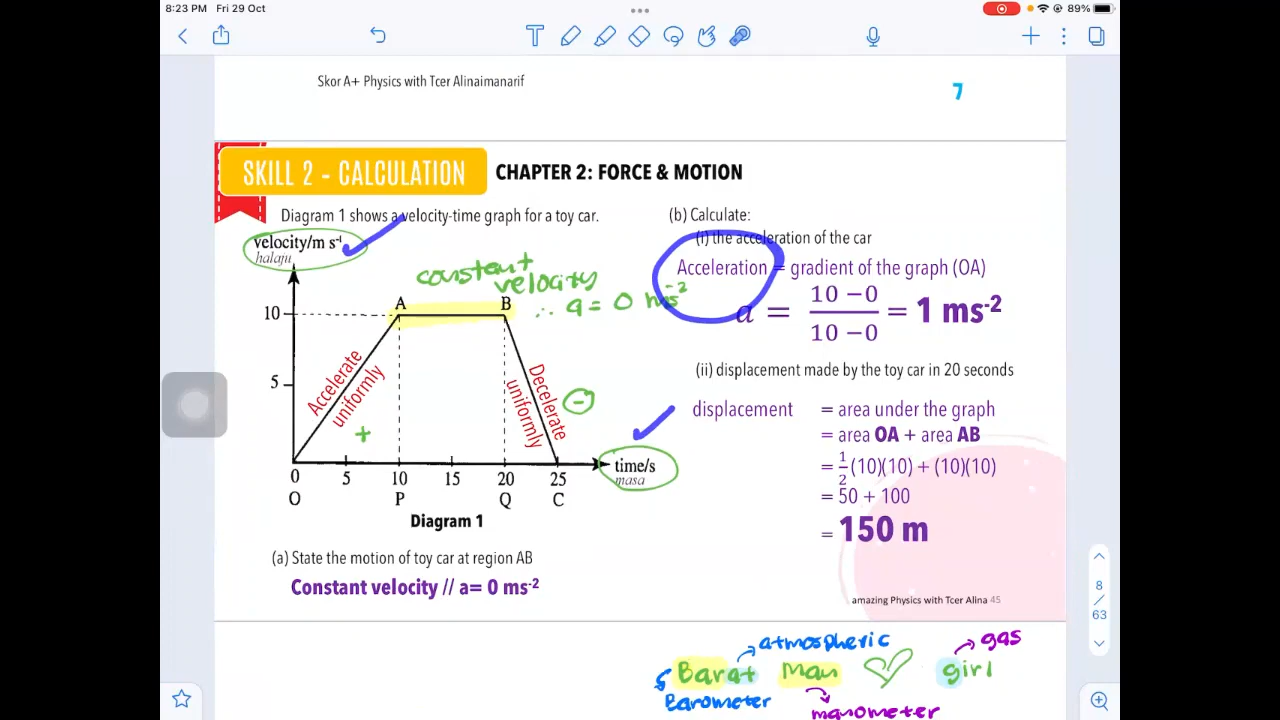 8:23 PM Fri 29 Oct
89%
Skor A+ Physics with Tcer Alinaimanarif
7
SKILL 2 - CALCULATION
CHAPTER 2: FORCE & MOTION
Diagram 1 shows a velocity-time graph for a toy car.
velocity/m s⁻¹
halaju
constant
velocity
∴ a = 0 ms⁻²
A
B
10
5
Accelerate
uniformly
+
Decelerate
uniformly
-
time/s
masa
0 5 10 15 20 25
O P Q C
Diagram 1
(a) State the motion of toy car at region AB
Constant velocity // a= 0 ms-2
(b) Calculate:
(i) the acceleration of the car
Acceleration = gradient of the graph (OA)
a = 10 – 0 / 10 – 0 = 1 ms-2
(ii) displacement made by the toy car in 20 seconds
displacement = area under the graph
= area OA + area AB
= 1/2 (10)(10) + (10)(10)
= 50 + 100
= 150 m
amazing Physics with Tcer Alina 45
8
/
63
atmospheric
gas
Barat Man girl
Barometer
manometer